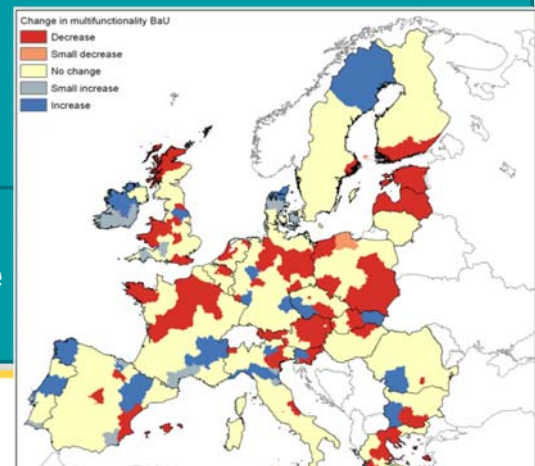 Change in multifunctionality BaU
Decrease
Small decrease
No change
Small increase
Increase
e